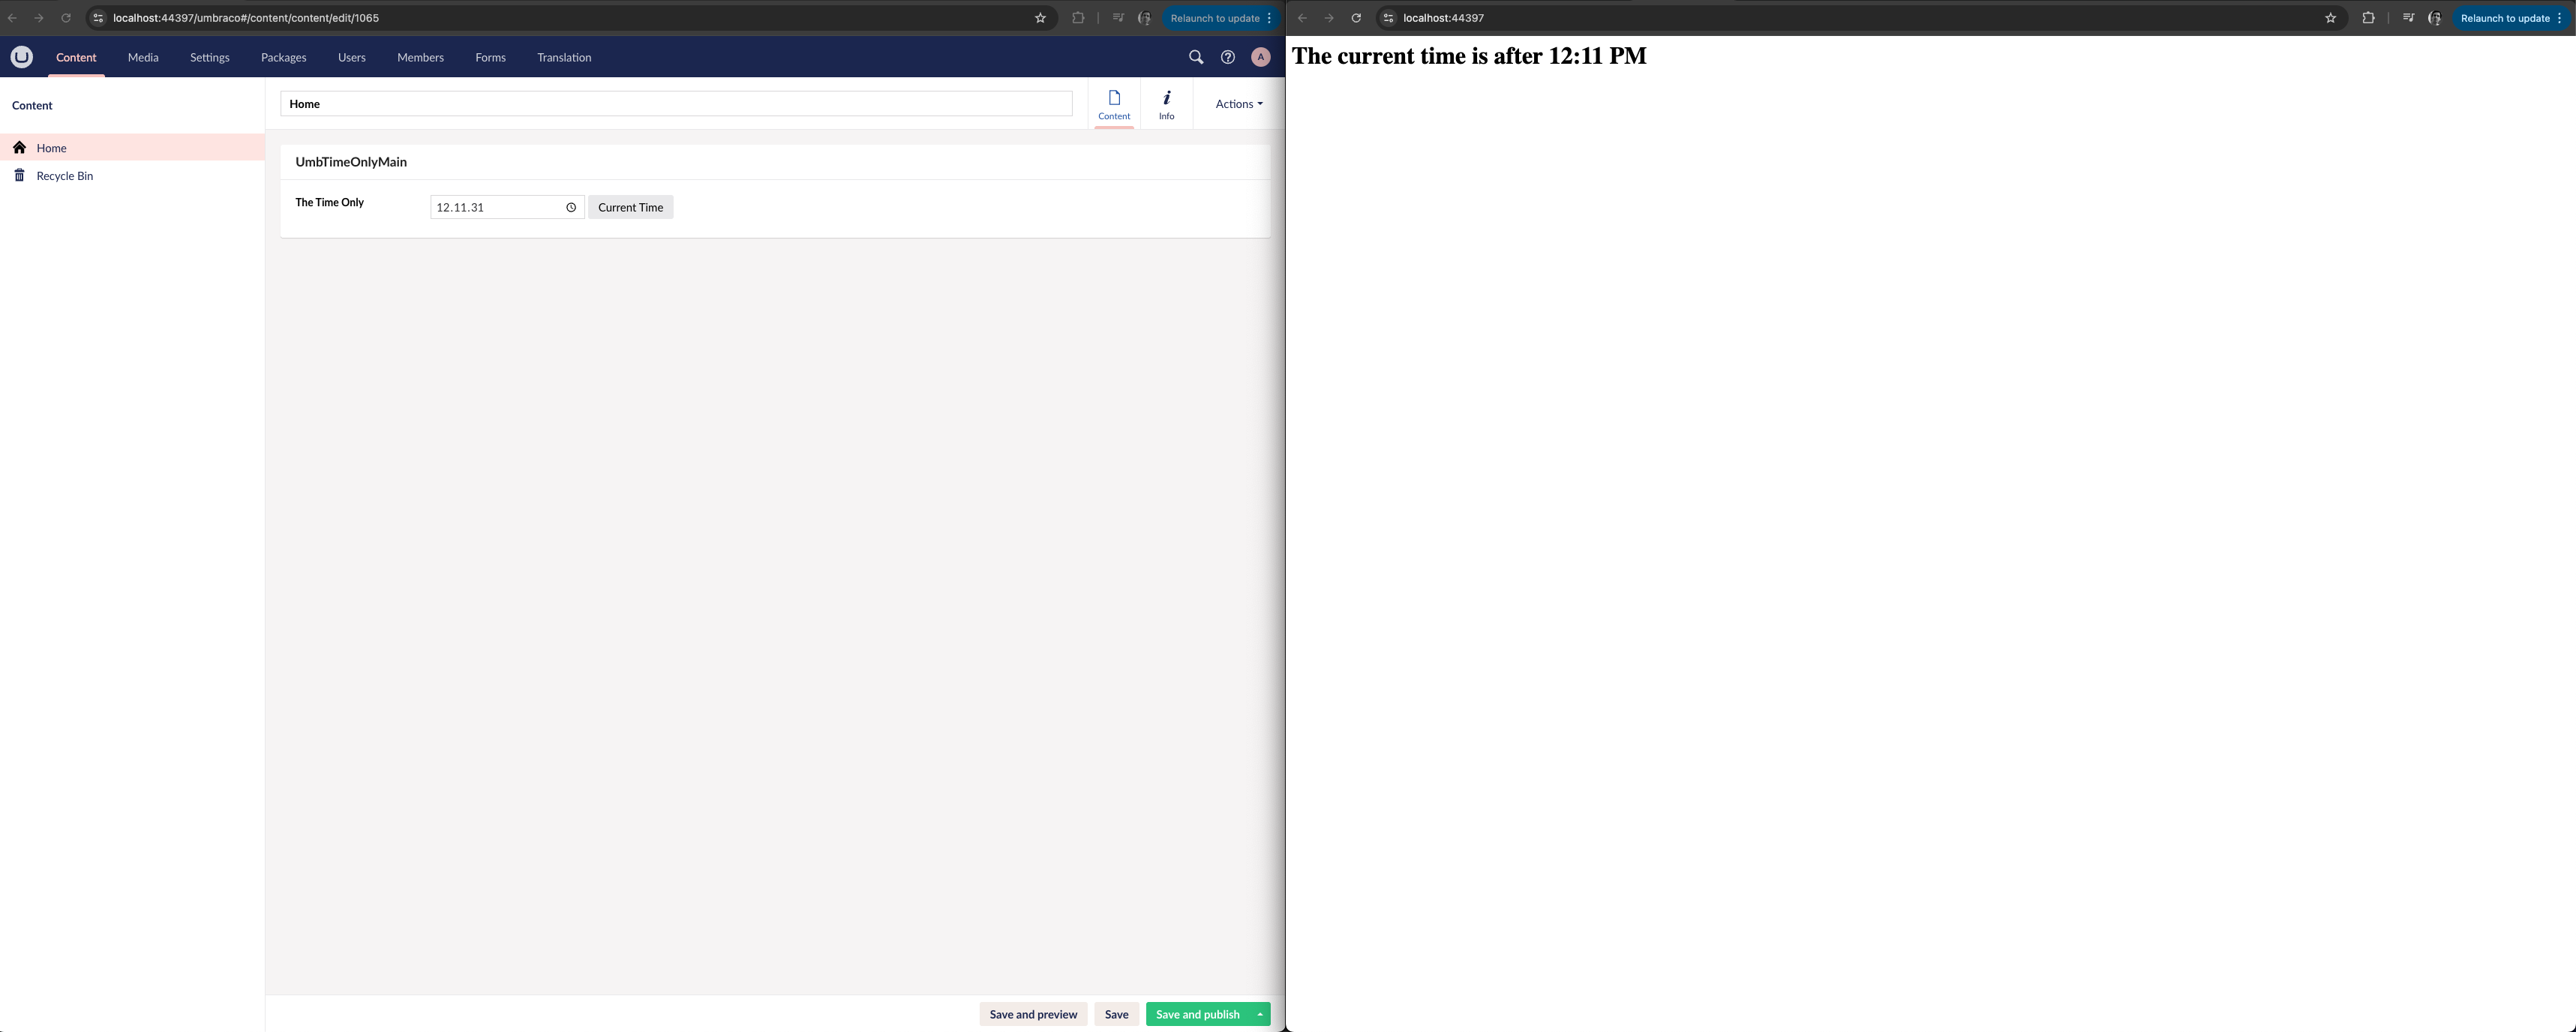 localhost:44397/umbraco#/content/content/edit/1065
Relaunch to update
Content Media Settings Packages Users Members Forms Translation
A
Content
Home
Recycle Bin
Home
Content
Info
Actions
UmbTimeOnlyMain
The Time Only
12.11.31
Current Time
Save and preview
Save
Save and publish
localhost:44397
Relaunch to update
The current time is after 12:11 PM